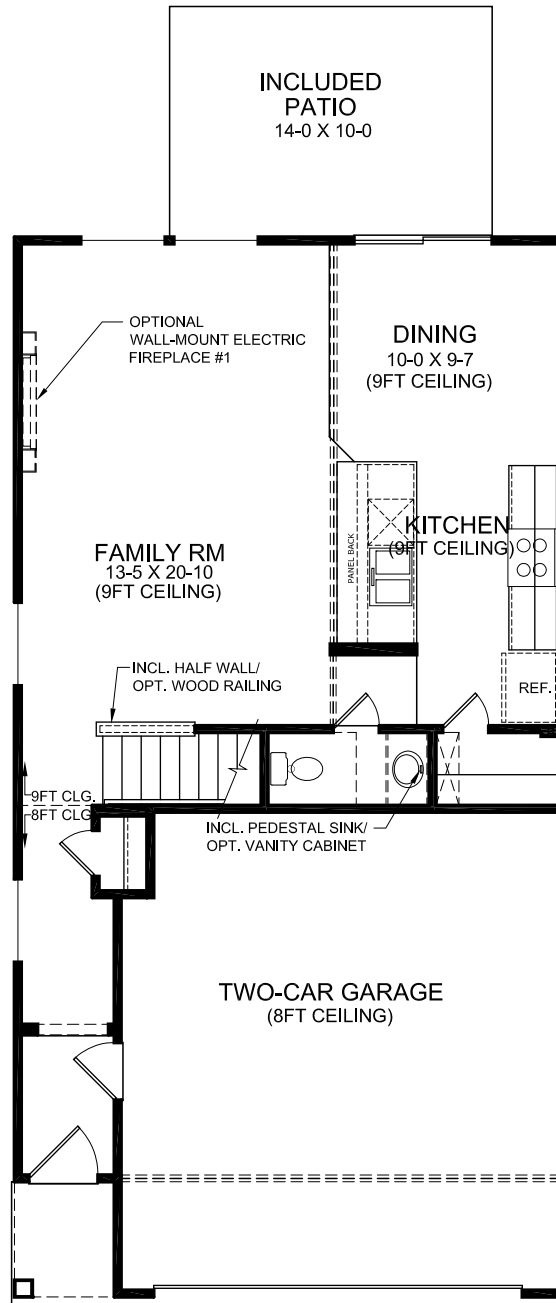 INCLUDED
PATIO
14-0 X 10-0
OPTIONAL
WALL-MOUNT ELECTRIC
FIREPLACE #1
DINING
10-0 X 9-7
(9FT CEILING)
PANEL BACK
KITCHEN
(9FT CEILING)
FAMILY RM
13-5 X 20-10
(9FT CEILING)
INCL. HALF WALL/
OPT. WOOD RAILING
REF.
9FT CLG.
8FT CLG.
INCL. PEDESTAL SINK/
OPT. VANITY CABINET
TWO-CAR GARAGE
(8FT CEILING)